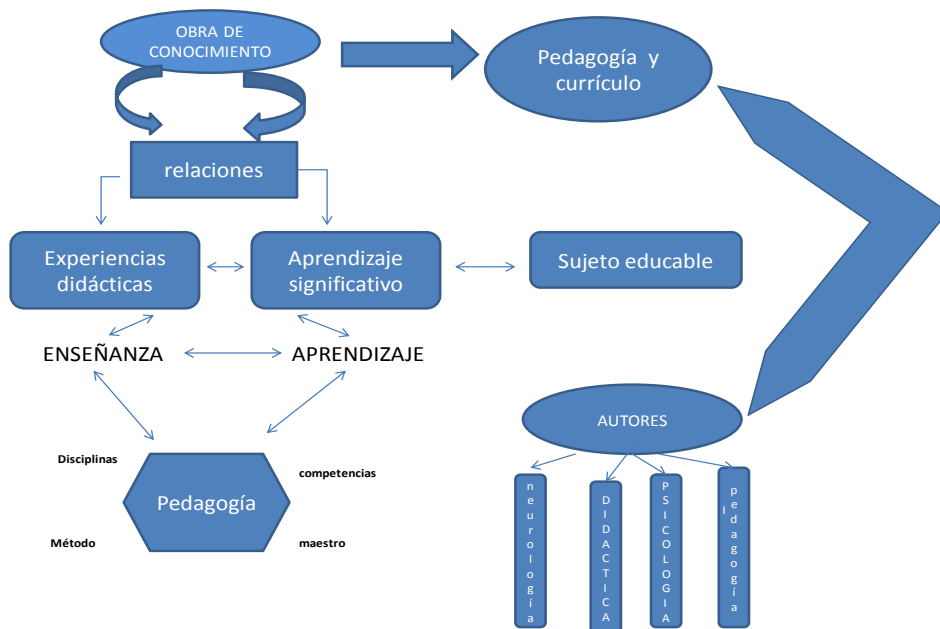 OBRA DE
CONOCIMIENTO
Pedagogía y
currículo
relaciones
Experiencias
didácticas
Aprendizaje
significativo
Sujeto educable
ENSEÑANZA
APRENDIZAJE
AUTORES
Disciplinas
competencias
Pedagogía
Método
maestro
neurología
DIDACTICA
PSICOLOGIA
pedagogía
l